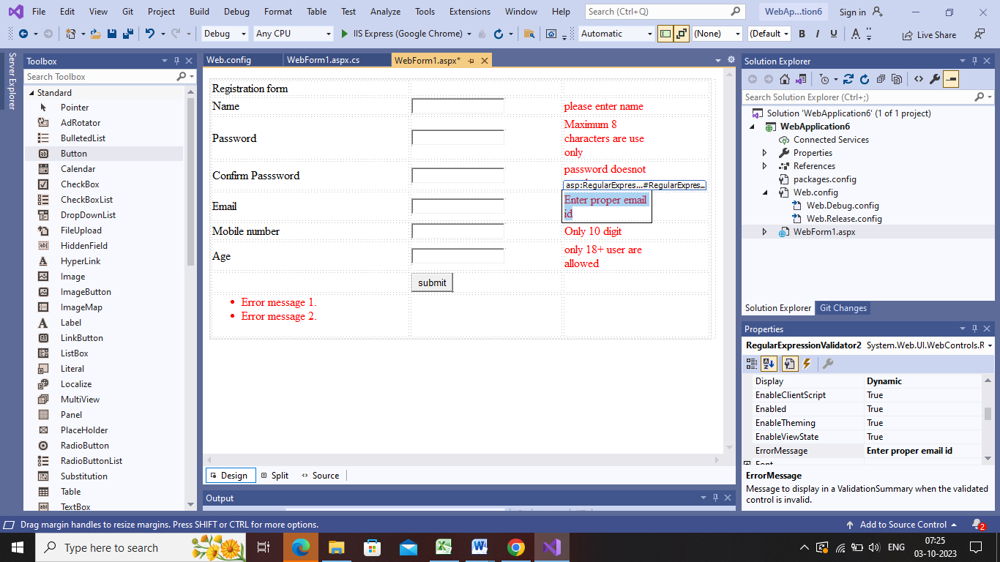 File Edit View Git Project Build Debug Format Table Test Analyze Tools Extensions Window Help Search (Ctrl+Q) WebAp...tion6 Sign in
Debug Any CPU IIS Express (Google Chrome) Automatic (None) (Default B I U A Live Share
Server Explorer
Toolbox
Search Toolbox
Standard
Pointer
AdRotator
BulletedList
Button
Calendar
CheckBox
CheckBoxList
DropDownList
FileUpload
HiddenField
HyperLink
Image
ImageButton
ImageMap
Label
LinkButton
ListBox
Literal
Localize
MultiView
Panel
PlaceHolder
RadioButton
RadioButtonList
Substitution
Table
TextBox
Web.config WebForm1.aspx.cs WebForm1.aspx*
Registration form
Name please enter name
Password Maximum 8
characters are use
only
Confirm Passsword password doesnot
asp:RegularExpres...#RegularExpres...
Email Enter proper email
id
Mobile number Only 10 digit
Age only 18+ user are
allowed
submit
Error message 1.
Error message 2.
Design Split Source
Output
Solution Explorer
Search Solution Explorer (Ctrl+;)
Solution 'WebApplication6' (1 of 1 project)
WebApplication6
Connected Services
Properties
References
packages.config
Web.config
Web.Debug.config
Web.Release.config
WebForm1.aspx
Solution Explorer Git Changes
Properties
RegularExpressionValidator2 System.Web.UI.WebControls.R
Display Dynamic
EnableClientScript True
Enabled True
EnableTheming True
EnableViewState True
ErrorMessage Enter proper email id
Font
ErrorMessage
Message to display in a ValidationSummary when the validated
control is invalid.
Drag margin handles to resize margins. Press SHIFT or CTRL for more options. Add to Source Control 2
Type here to search ENG 07:25
03-10-2023